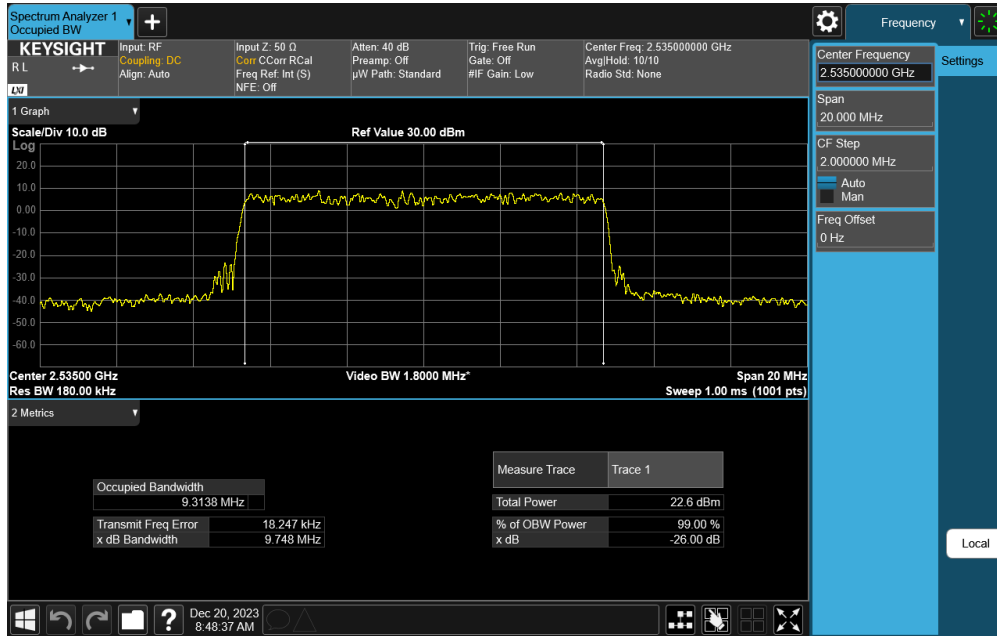 Spectrum Analyzer 1
Occupied BW
Frequency
KEYSIGHT
R L
LXI
Input: RF
Coupling: DC
Align: Auto
Input Z: 50 Ω
Corr CCorr RCal
Freq Ref: Int (S)
NFE: Off
Atten: 40 dB
Preamp: Off
µW Path: Standard
Trig: Free Run
Gate: Off
#IF Gain: Low
Center Freq: 2.535000000 GHz
Avg|Hold: 10/10
Radio Std: None
Center Frequency
2.535000000 GHz
Settings
Span
20.000 MHz
CF Step
2.000000 MHz
Auto
Man
Freq Offset
0 Hz
1 Graph
Scale/Div 10.0 dB
Ref Value 30.00 dBm
Log
20.0
10.0
0.00
-10.0
-20.0
-30.0
-40.0
-50.0
-60.0
Center 2.53500 GHz
Video BW 1.8000 MHz*
Span 20 MHz
Res BW 180.00 kHz
Sweep 1.00 ms (1001 pts)
2 Metrics
Measure Trace Trace 1
Occupied Bandwidth
9.3138 MHz
Total Power 22.6 dBm
Transmit Freq Error 18.247 kHz
% of OBW Power 99.00 %
x dB Bandwidth 9.748 MHz
x dB -26.00 dB
Local
?
Dec 20, 2023
8:48:37 AM